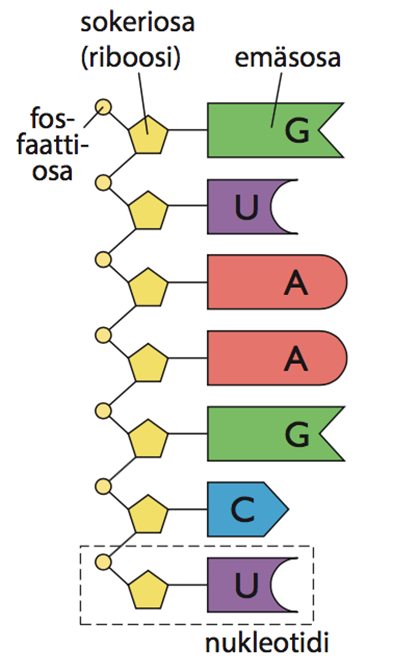 sokeriosa
(riboosi)
emäsosa
fos-
faatti-
osa
G
U
A
A
G
C
U
nukleotidi